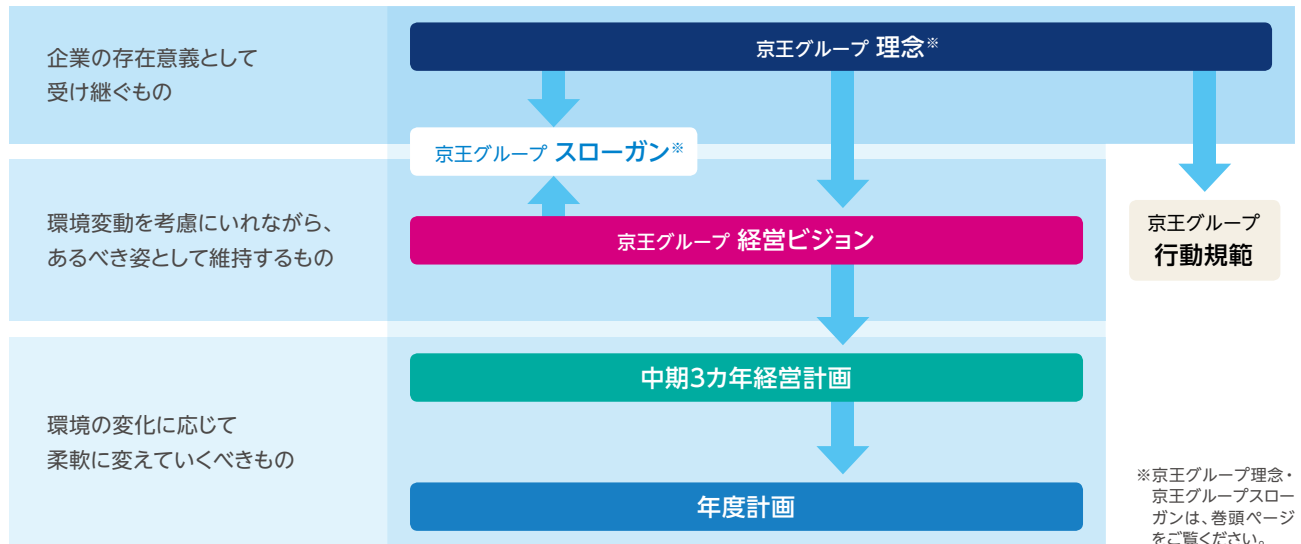 企業の存在意義として
受け継ぐもの
京王グループ 理念※
京王グループ スローガン※
環境変動を考慮にいれながら、
あるべき姿として維持するもの
京王グループ 経営ビジョン
京王グループ
行動規範
環境の変化に応じて
柔軟に変えていくべきもの
中期3カ年経営計画
年度計画
※京王グループ理念・
京王グループスロー
ガンは、巻頭ページ
をご覧ください。